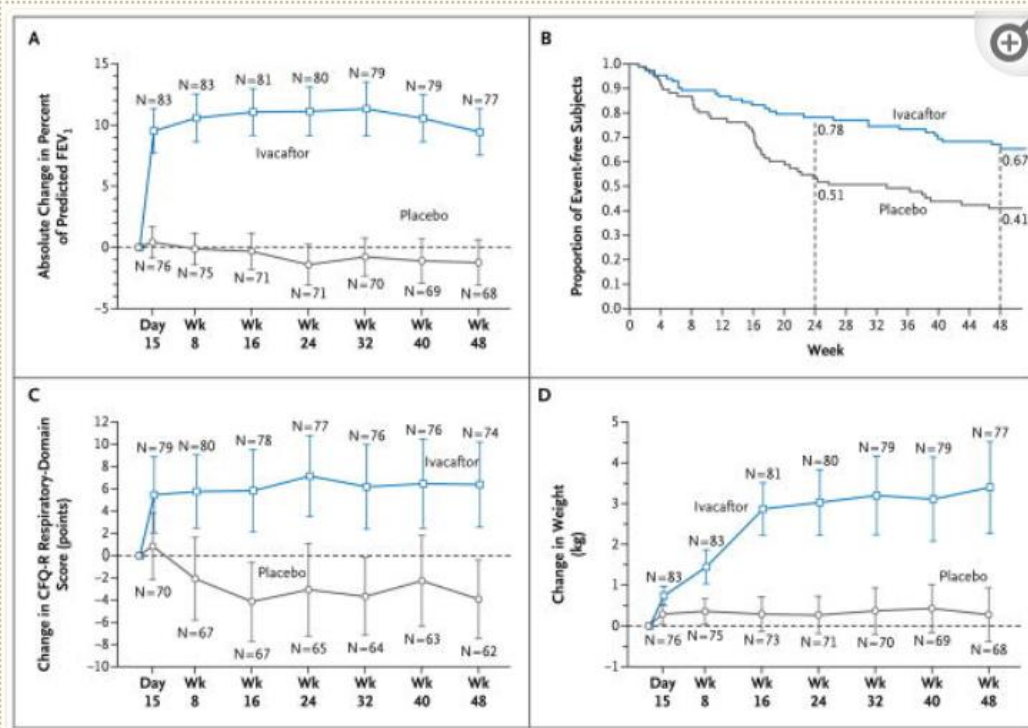 A
Absolute Change in Percent
of Predicted FEV1
15
10
5
0
−5
N=83
N=83
N=81
N=80
N=79
N=79
N=77
Ivacaftor
Placebo
N=76
N=75
N=71
N=71
N=70
N=69
N=68
Day Wk Wk Wk Wk Wk Wk
15 8 16 24 32 40 48
B
Proportion of Event-free Subjects
1.0
0.9
0.8
0.7
0.6
0.5
0.4
0.3
0.2
0.1
0.0
Ivacaftor
0.78
0.67
0.51
Placebo
0.41
0 4 8 12 16 20 24 28 32 36 40 44 48
Week
C
Change in CFQ-R Respiratory-Domain
Score (points)
12
10
8
6
4
2
0
−2
−4
−6
−8
−10
N=79
N=80
N=78
N=77
N=76
N=76
N=74
Ivacaftor
Placebo
N=70
N=67
N=67
N=65
N=64
N=63
N=62
Day Wk Wk Wk Wk Wk Wk
15 8 16 24 32 40 48
D
Change in Weight
(kg)
5
4
3
2
1
0
−1
N=83
N=83
N=81
N=80
N=79
N=79
N=77
Ivacaftor
Placebo
N=76
N=75
N=73
N=71
N=70
N=69
N=68
Day Wk Wk Wk Wk Wk Wk
15 8 16 24 32 40 48